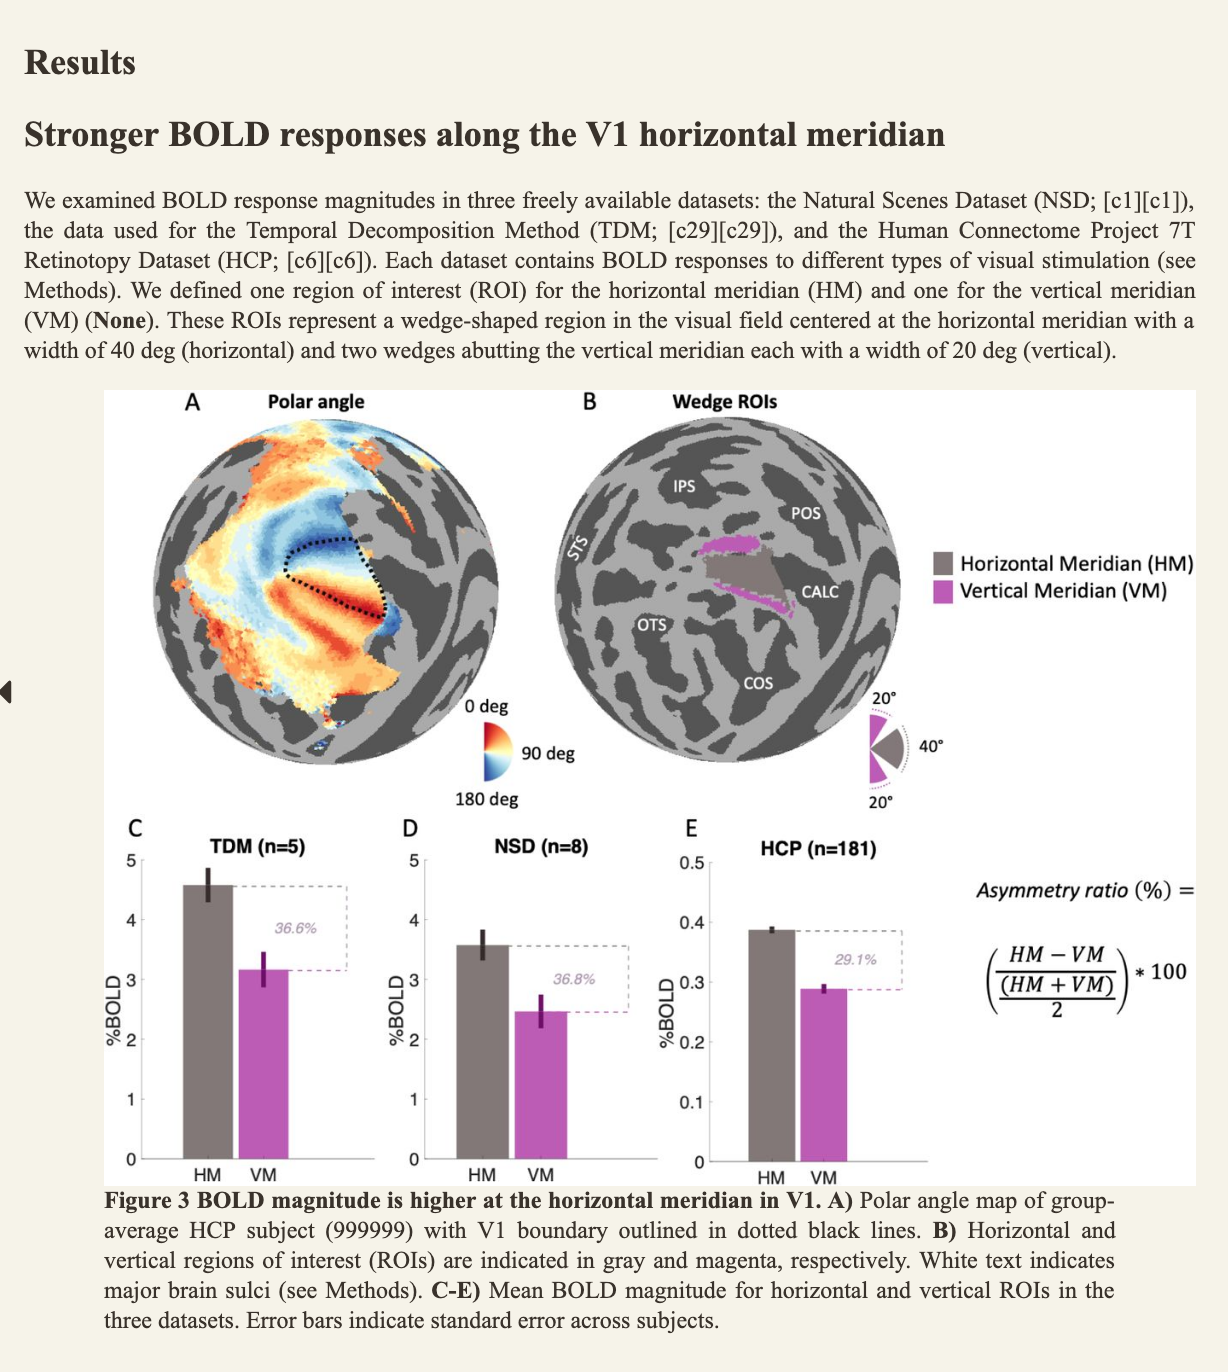 Results
Stronger BOLD responses along the V1 horizontal meridian
We examined BOLD response magnitudes in three freely available datasets: the Natural Scenes Dataset (NSD; [c1][c1]),
the data used for the Temporal Decomposition Method (TDM; [c29][c29]), and the Human Connectome Project 7T
Retinotopy Dataset (HCP; [c6][c6]). Each dataset contains BOLD responses to different types of visual stimulation (see
Methods). We defined one region of interest (ROI) for the horizontal meridian (HM) and one for the vertical meridian
(VM) (None). These ROIs represent a wedge-shaped region in the visual field centered at the horizontal meridian with a
width of 40 deg (horizontal) and two wedges abutting the vertical meridian each with a width of 20 deg (vertical).
A
Polar angle
0 deg
90 deg
180 deg
B
Wedge ROIs
IPS
POS
STS
CALC
OTS
COS
Horizontal Meridian (HM)
Vertical Meridian (VM)
20°
40°
20°
C
TDM (n=5)
%BOLD
5
4
3
2
1
0
36.6%
HM VM
D
NSD (n=8)
%BOLD
5
4
3
2
1
0
36.8%
HM VM
E
HCP (n=181)
%BOLD
0.5
0.4
0.3
0.2
0.1
0
29.1%
HM VM
Asymmetry ratio (%) =
HM − VM
(HM + VM)
2
* 100
Figure 3 BOLD magnitude is higher at the horizontal meridian in V1. A) Polar angle map of group-
average HCP subject (999999) with V1 boundary outlined in dotted black lines. B) Horizontal and
vertical regions of interest (ROIs) are indicated in gray and magenta, respectively. White text indicates
major brain sulci (see Methods). C-E) Mean BOLD magnitude for horizontal and vertical ROIs in the
three datasets. Error bars indicate standard error across subjects.